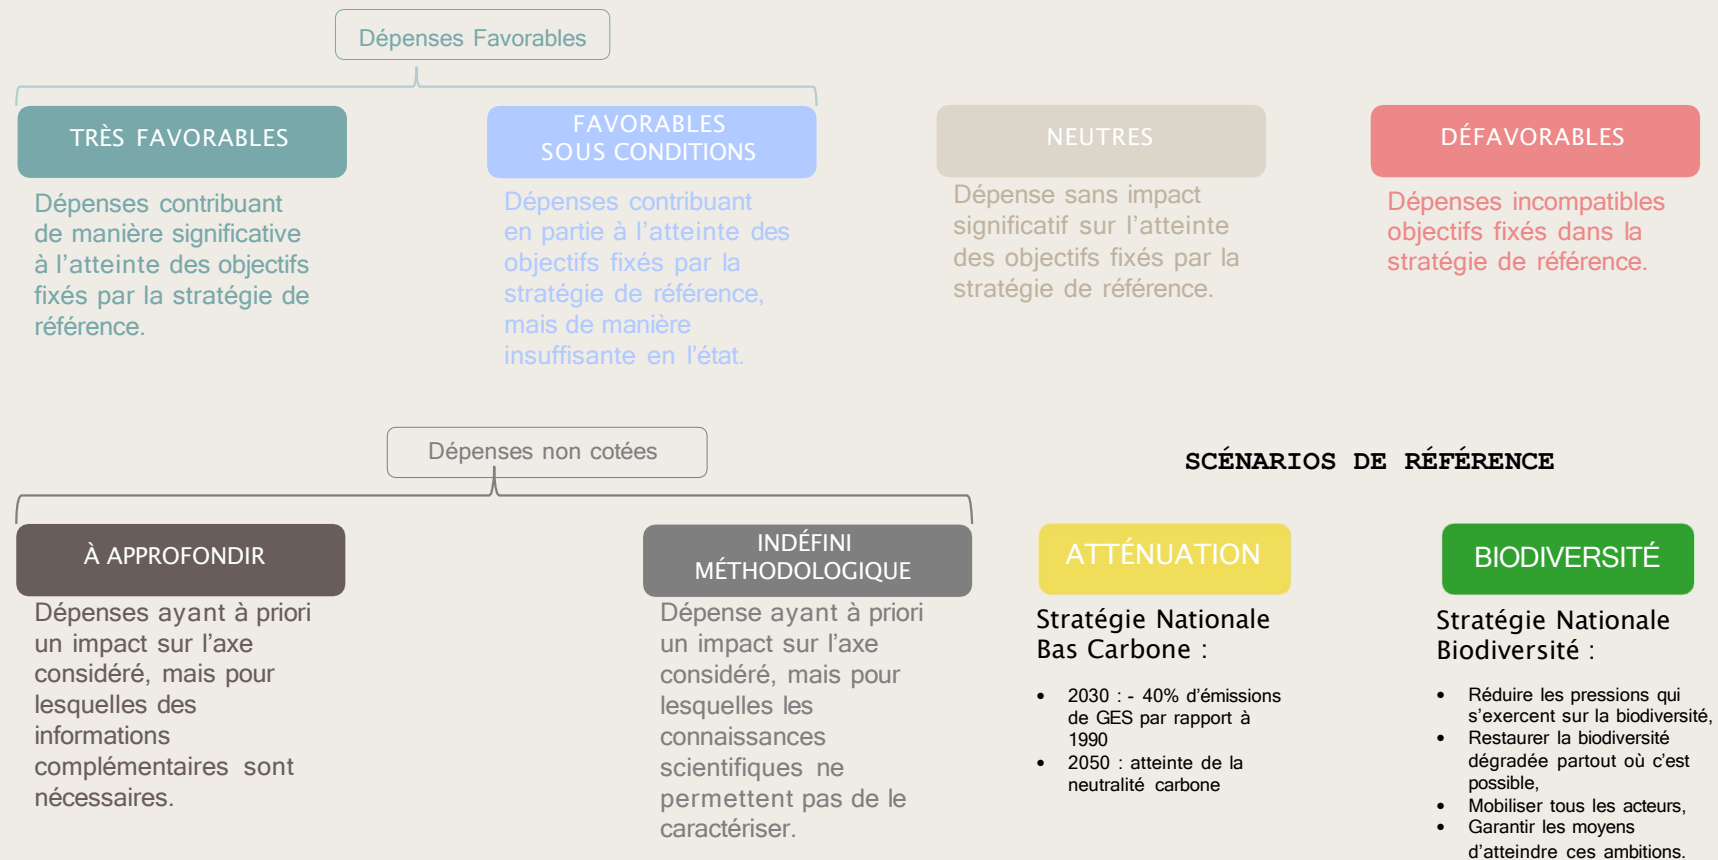 Dépenses Favorables
TRÈS FAVORABLES
Dépenses contribuant
de manière significative
à l’atteinte des objectifs
fixés par la stratégie de
référence.
FAVORABLES
SOUS CONDITIONS
Dépenses contribuant
en partie à l’atteinte des
objectifs fixés par la
stratégie de référence,
mais de manière
insuffisante en l’état.
NEUTRES
Dépense sans impact
significatif sur l’atteinte
des objectifs fixés par la
stratégie de référence.
DÉFAVORABLES
Dépenses incompatibles
objectifs fixés dans la
stratégie de référence.
Dépenses non cotées
À APPROFONDIR
Dépenses ayant à priori
un impact sur l’axe
considéré, mais pour
lesquelles des
informations
complémentaires sont
nécessaires.
INDÉFINI
MÉTHODOLOGIQUE
Dépense ayant à priori
un impact sur l’axe
considéré, mais pour
lesquelles les
connaissances
scientifiques ne
permettent pas de le
caractériser.
SCÉNARIOS DE RÉFÉRENCE
ATTÉNUATION
Stratégie Nationale
Bas Carbone :
• 2030 : - 40% d’émissions
de GES par rapport à
1990
• 2050 : atteinte de la
neutralité carbone
BIODIVERSITÉ
Stratégie Nationale
Biodiversité :
• Réduire les pressions qui
s’exercent sur la biodiversité,
• Restaurer la biodiversité
dégradée partout où c’est
possible,
• Mobiliser tous les acteurs,
• Garantir les moyens
d’atteindre ces ambitions.